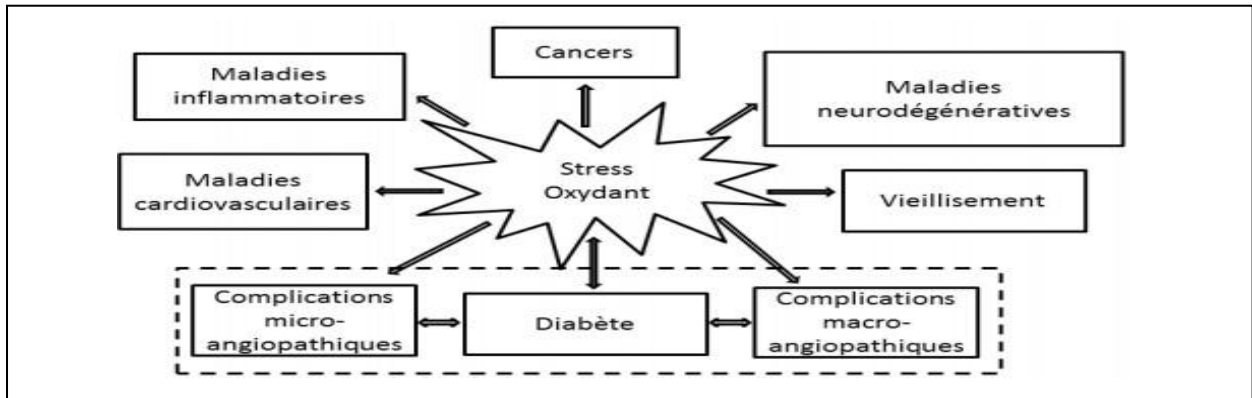 Cancers
Maladies
inflammatoires
Maladies
neurodégénératives
Stress
Oxydant
Maladies
cardiovasculaires
Vieillisement
Complications
micro-
angiopathiques
Diabète
Complications
macro-
angiopathiques